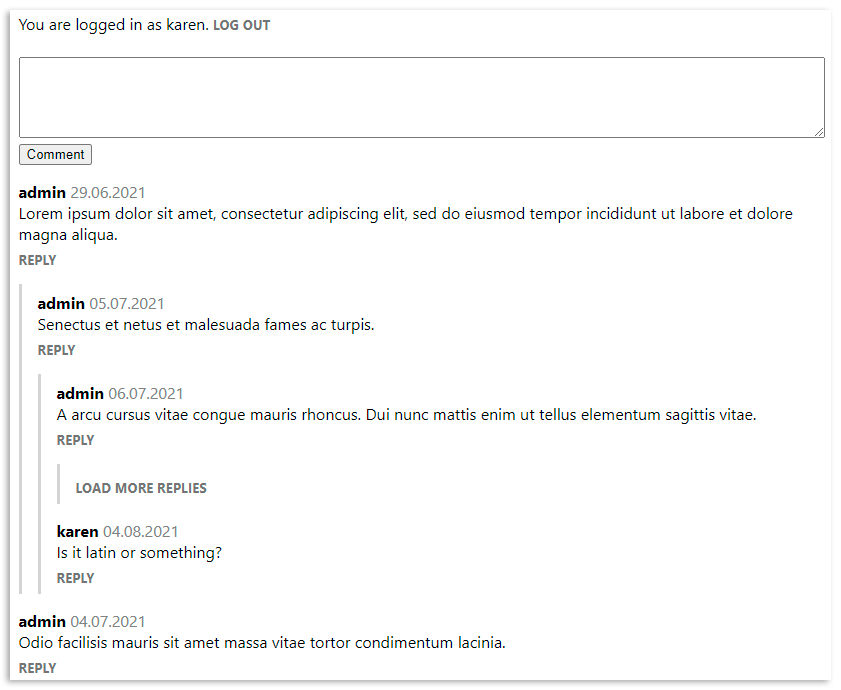 You are logged in as karen. LOG OUT
Comment
admin 29.06.2021
Lorem ipsum dolor sit amet, consectetur adipiscing elit, sed do eiusmod tempor incididunt ut labore et dolore
magna aliqua.
REPLY
admin 05.07.2021
Senectus et netus et malesuada fames ac turpis.
REPLY
admin 06.07.2021
A arcu cursus vitae congue mauris rhoncus. Dui nunc mattis enim ut tellus elementum sagittis vitae.
REPLY
LOAD MORE REPLIES
karen 04.08.2021
Is it latin or something?
REPLY
admin 04.07.2021
Odio facilisis mauris sit amet massa vitae tortor condimentum lacinia.
REPLY